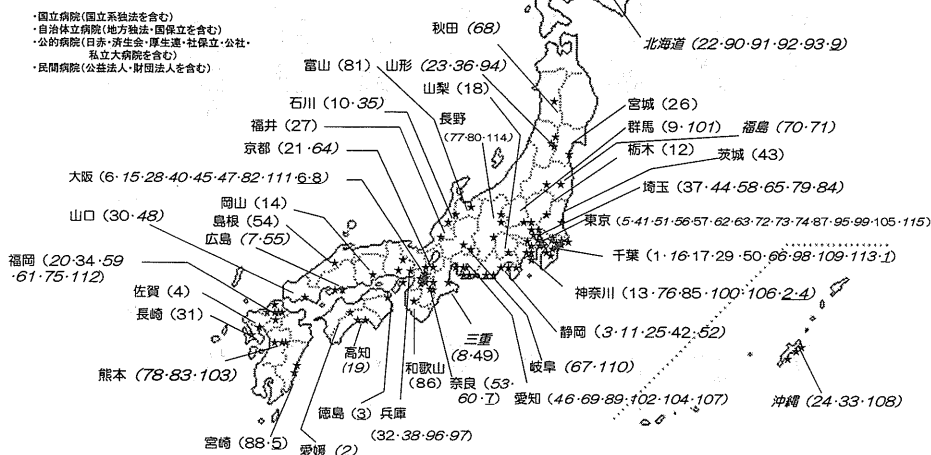 ・国立病院(国立系独法を含む)
・自治体立病院(地方独法・国保立を含む)
・公的病院(日赤・済生会・厚生連・社保立・公社・
私立大病院を含む)
・民間病院(公益法人・財団法人を含む)
秋田 (68)
北海道 (22・90・91・92・93・9)
富山 (81)
山形 (23・36・94)
山梨 (18)
石川 (10・35)
長野
(77・80・114)
宮城 (26)
福井 (27)
群馬 (9・101)
福島 (70・71)
京都 (21・64)
栃木 (12)
茨城 (43)
大阪 (6・15・28・40・45・47・82・111・6・8)
埼玉 (37・44・58・65・79・84)
岡山 (14)
山口 (30・48)
島根 (54)
東京 (5・41・51・56・57・62・63・72・73・74・87・95・99・105・115)
広島 (7・55)
千葉 (1・16・17・29・50・66・98・109・113・1)
福岡 (20・34・59
・61・75・112)
神奈川 (13・76・85・100・106・2・4)
佐賀 (4)
長崎 (31)
静岡 (3・11・25・42・52)
三重
(8・49)
高知
(19)
岐阜 (67・110)
和歌山
(86)
熊本 (78・83・103)
奈良 (53・
60・7)
愛知 (46・69・89・102・104・107)
沖縄 (24・33・108)
徳島 (3)
兵庫
(32・38・96・97)
宮崎 (88・5)
愛媛 (2)